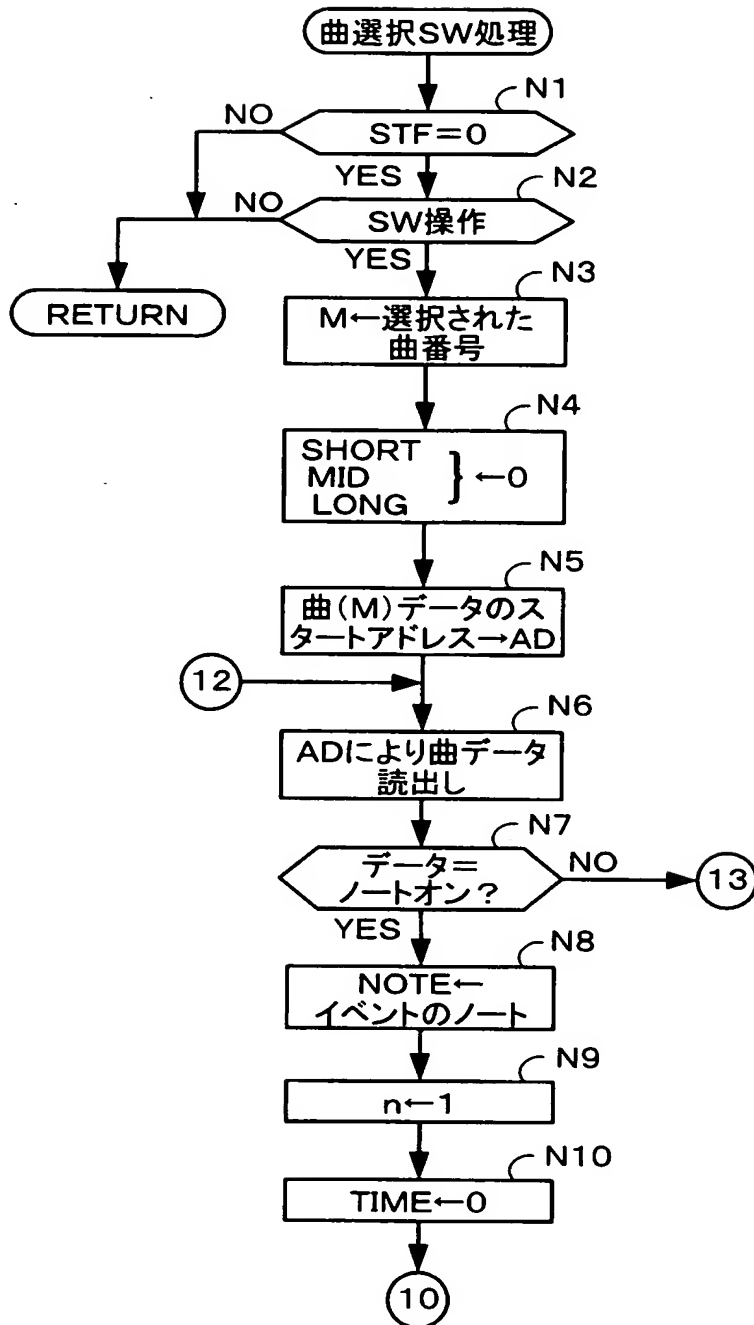 曲選択SW処理
N1
NO
STF=0
YES
N2
NO
SW操作
YES
RETURN
N3
M←選択された
曲番号
N4
SHORT
MID
LONG
}←0
N5
曲(M)データのス
タートアドレス→AD
12
N6
ADにより曲データ
読出し
N7
データ=
ノートオン?
NO
13
YES
N8
NOTE←
イベントのノート
N9
n←1
N10
TIME←0
10